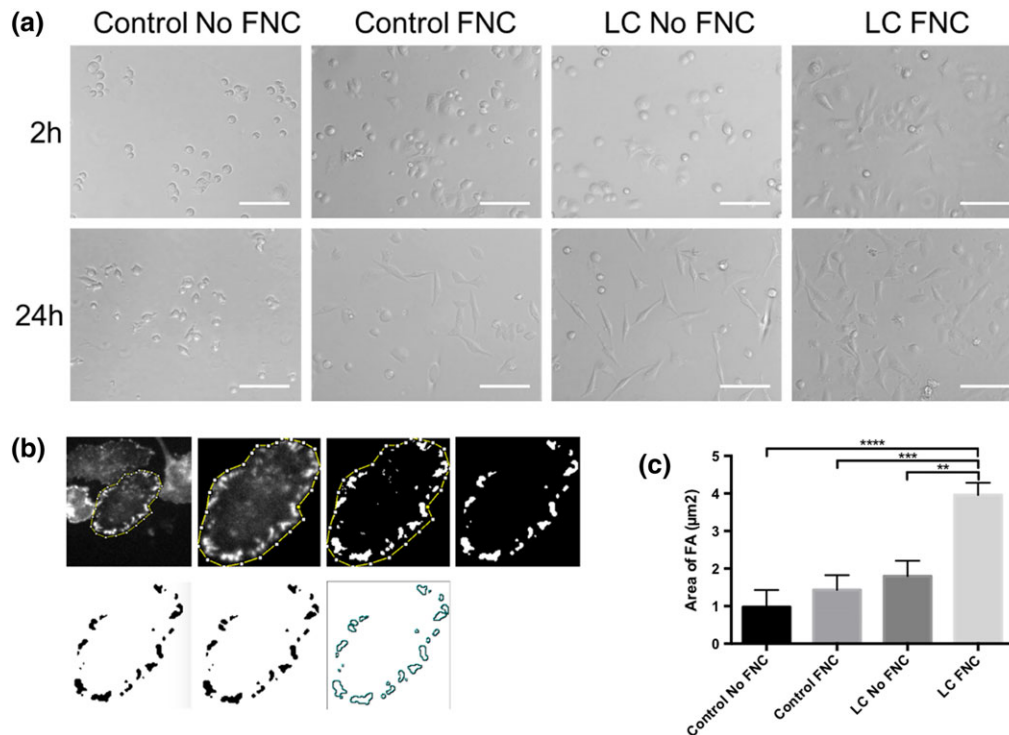 (a)
Control No FNC Control FNC LC No FNC LC FNC
2h
24h
(b)
(c)
****
***
**
Area of FA (µm2)
5
4
3
2
1
0
Control No FNC
Control FNC
LC No FNC
LC FNC